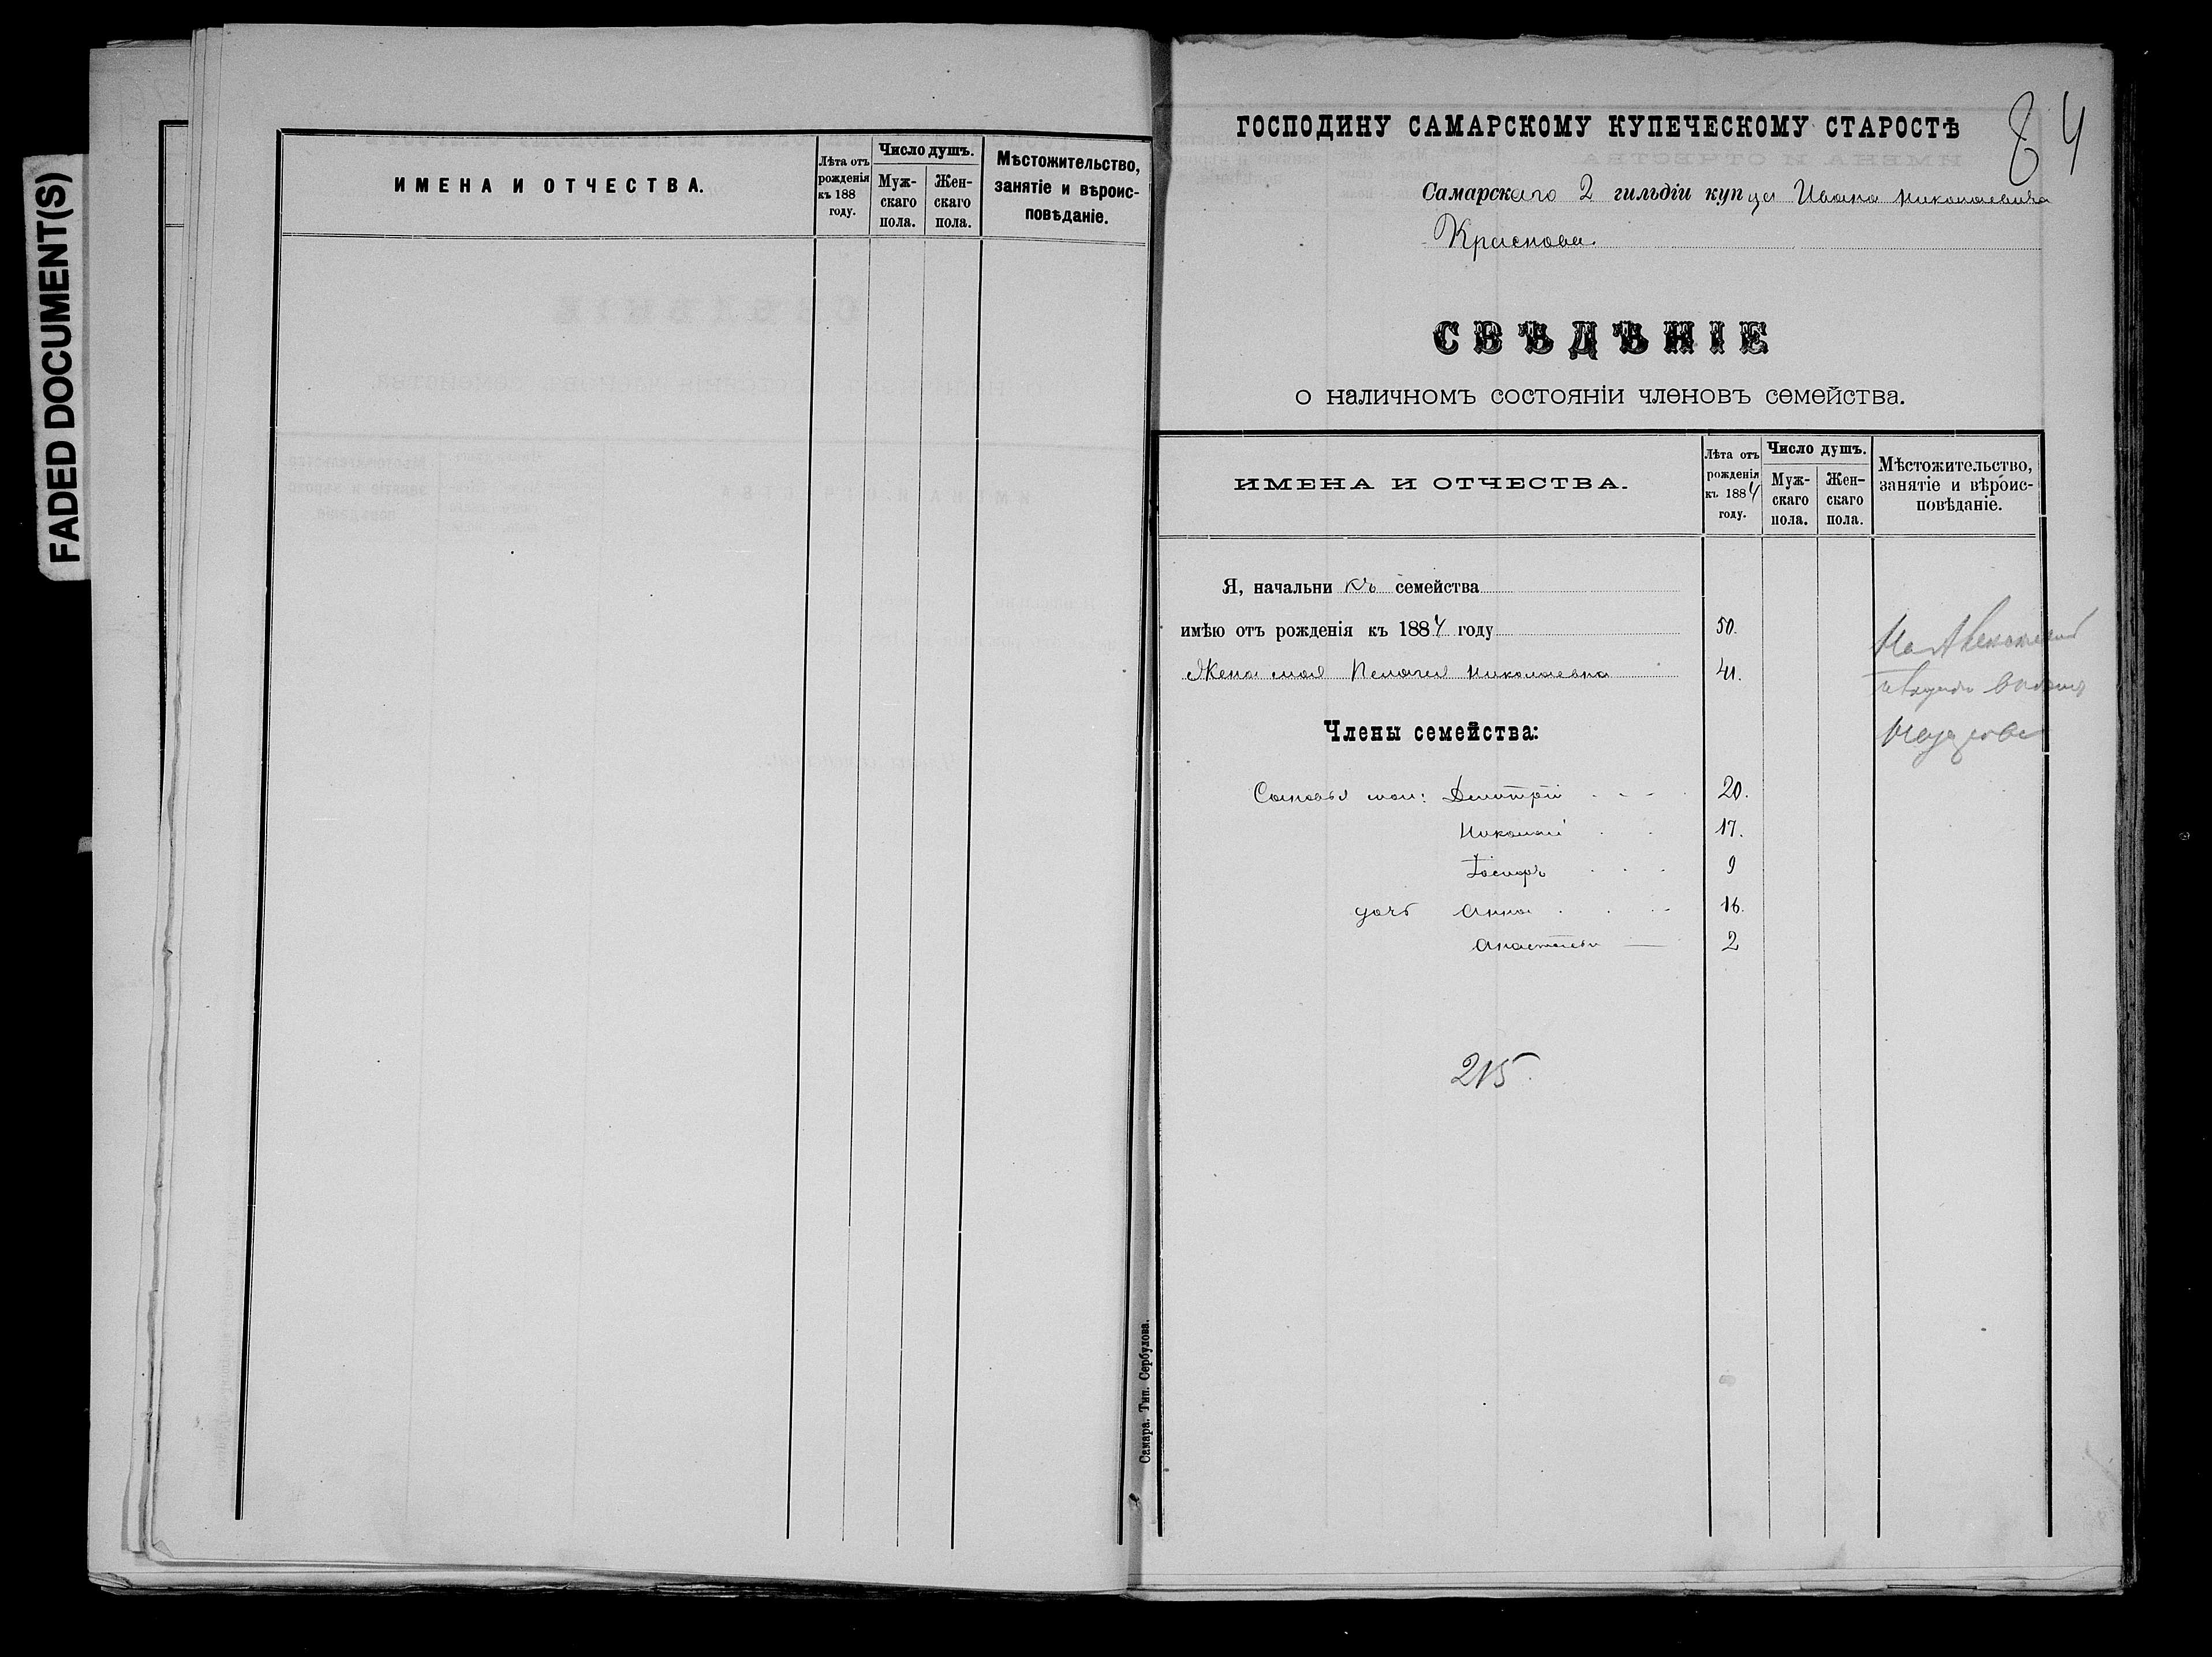 FADED DOCUMENT(S)
ИМЕНА И ОТЧЕСТВА.
Лѣта отъ
рожденія
къ 188
году.
Число душъ.
Муж-
скаго
пола.
Жен-
скаго
пола.
Мѣстожительство,
занятіе и вѣроис-
повѣданіе.
84
ГОСПОДИНУ САМАРСКОМУ КУПЕЧЕСКОМУ СТАРОСТѢ
Самарскаго 2 гильдіи купца Ивана Николаевича
Краснова
СВѢДѢНІЕ
о наличномъ состояніи членовъ семейства.
ИМЕНА И ОТЧЕСТВА.
Лѣта отъ
рожденія
къ 1884
году.
Число душъ.
Муж-
скаго
пола.
Жен-
скаго
пола.
Мѣстожительство,
занятіе и вѣроис-
повѣданіе.
Я, начальникъ семейства
имѣю отъ рожденія къ 1884 году 50.
Жена моя Пелагея Николаевна 41.
На
Члены семейства:
Сыновья мои: Дмитрій 20.
Николай 17.
9
дочь Анна 16.
Анастасія 2
215.
Самара. Тип. Сербулова.